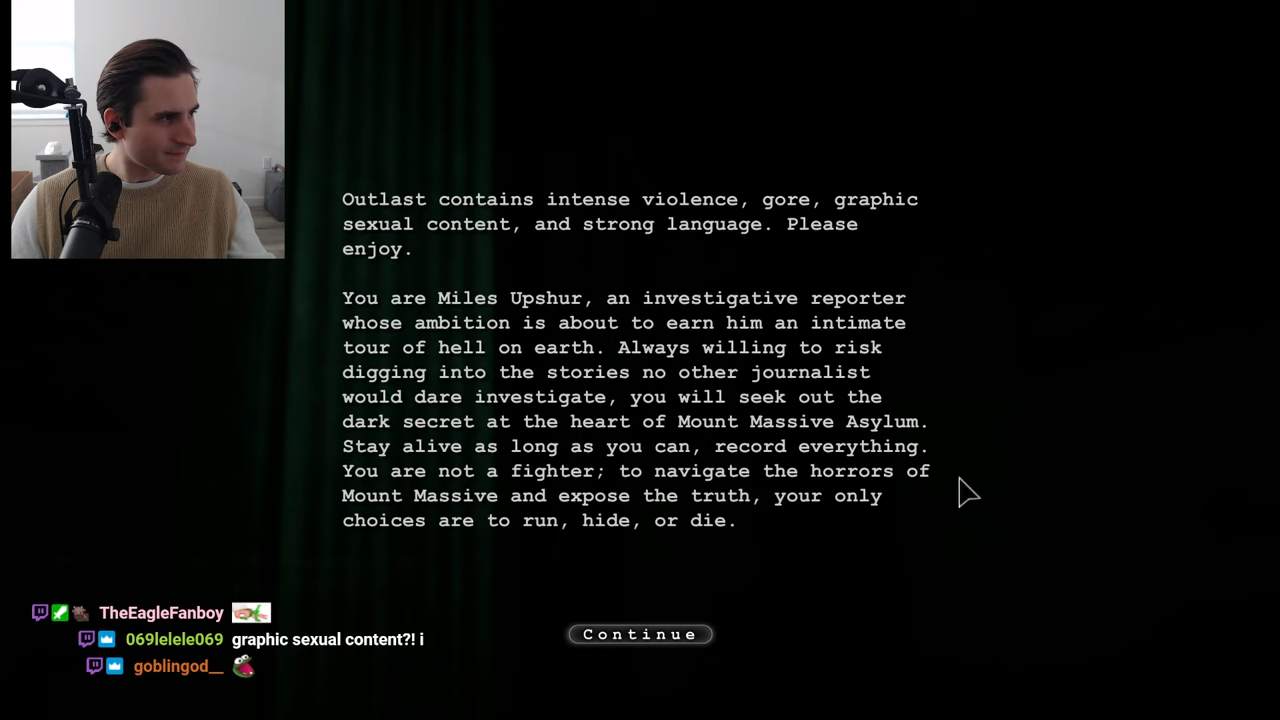 Outlast contains intense violence, gore, graphic
sexual content, and strong language. Please
enjoy.
You are Miles Upshur, an investigative reporter
whose ambition is about to earn him an intimate
tour of hell on earth. Always willing to risk
digging into the stories no other journalist
would dare investigate, you will seek out the
dark secret at the heart of Mount Massive Asylum.
Stay alive as long as you can, record everything.
You are not a fighter; to navigate the horrors of
Mount Massive and expose the truth, your only
choices are to run, hide, or die.
TheEagleFanboy
069lelele069 graphic sexual content?! i
goblingod__
Continue